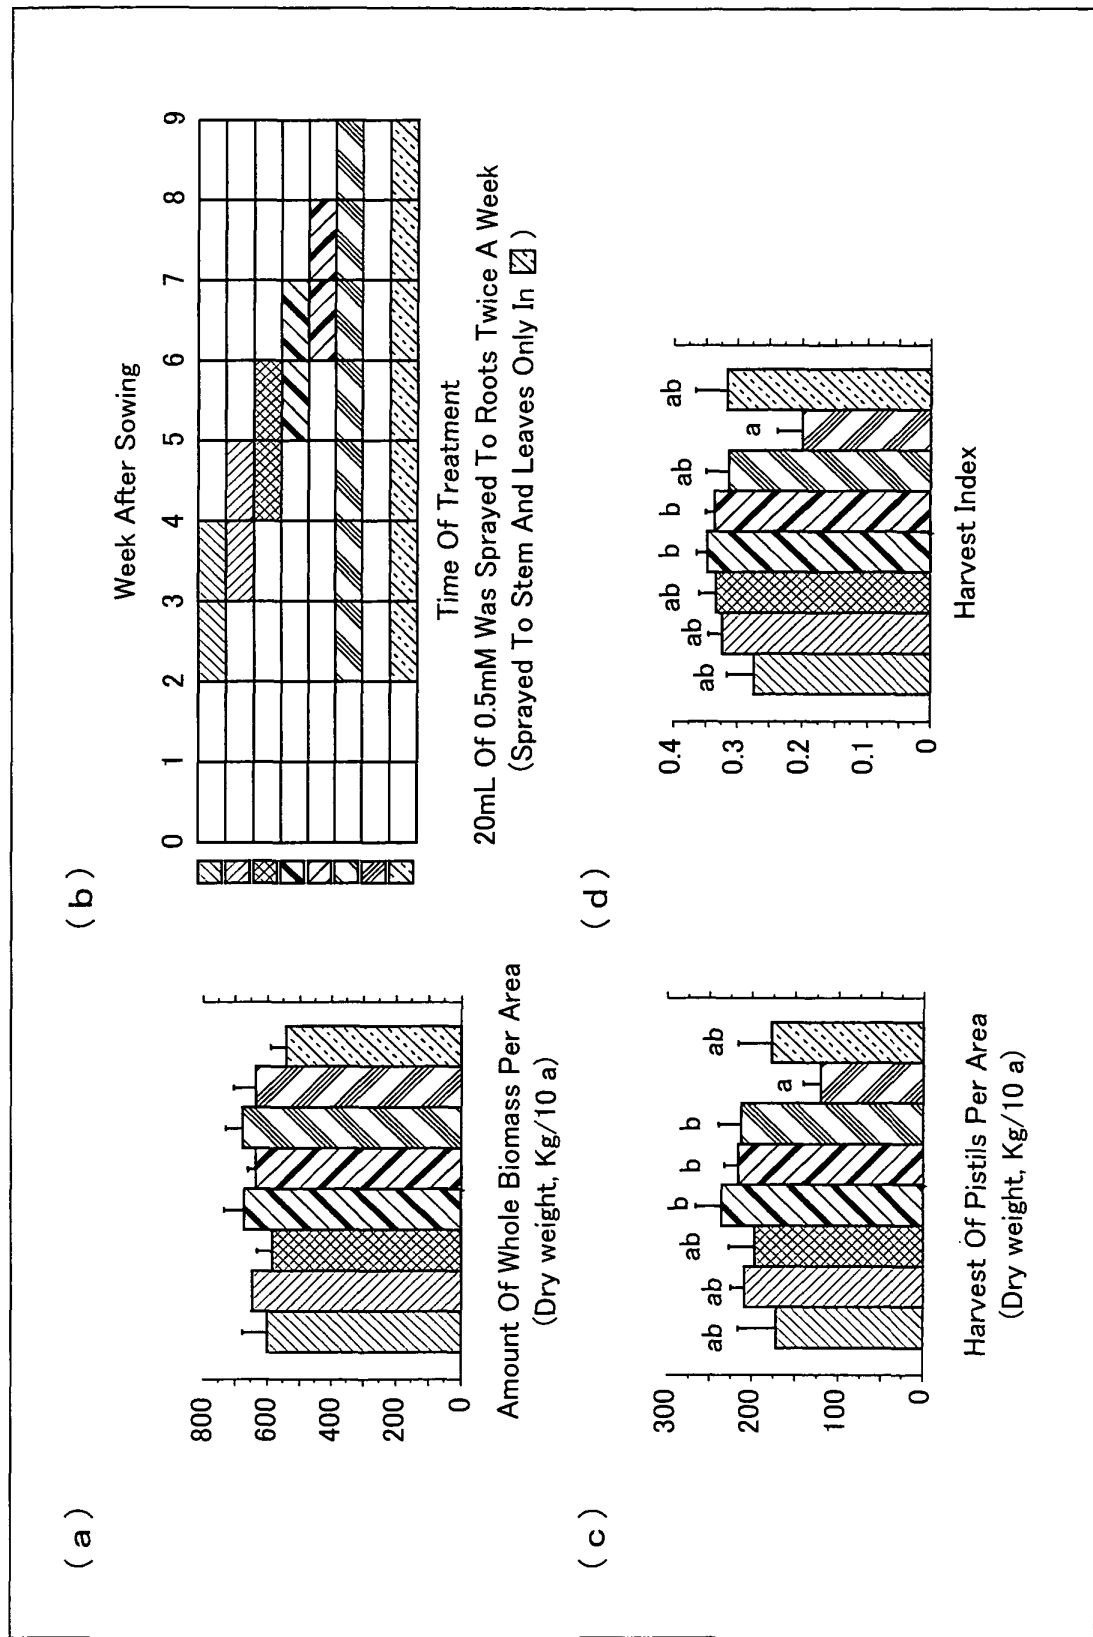 (a)
800
600
400
200
0
Amount Of Whole Biomass Per Area
(Dry weight, Kg/10 a)
(b)
Week After Sowing
0 1 2 3 4 5 6 7 8 9
Time Of Treatment
20mL Of 0.5mM Was Sprayed To Roots Twice A Week
(Sprayed To Stem And Leaves Only In )
(c)
300
200
100
0
ab ab ab b b b a ab
Harvest Of Pistils Per Area
(Dry weight, Kg/10 a)
(d)
0.4
0.3
0.2
0.1
0
ab ab ab b b ab a ab
Harvest Index